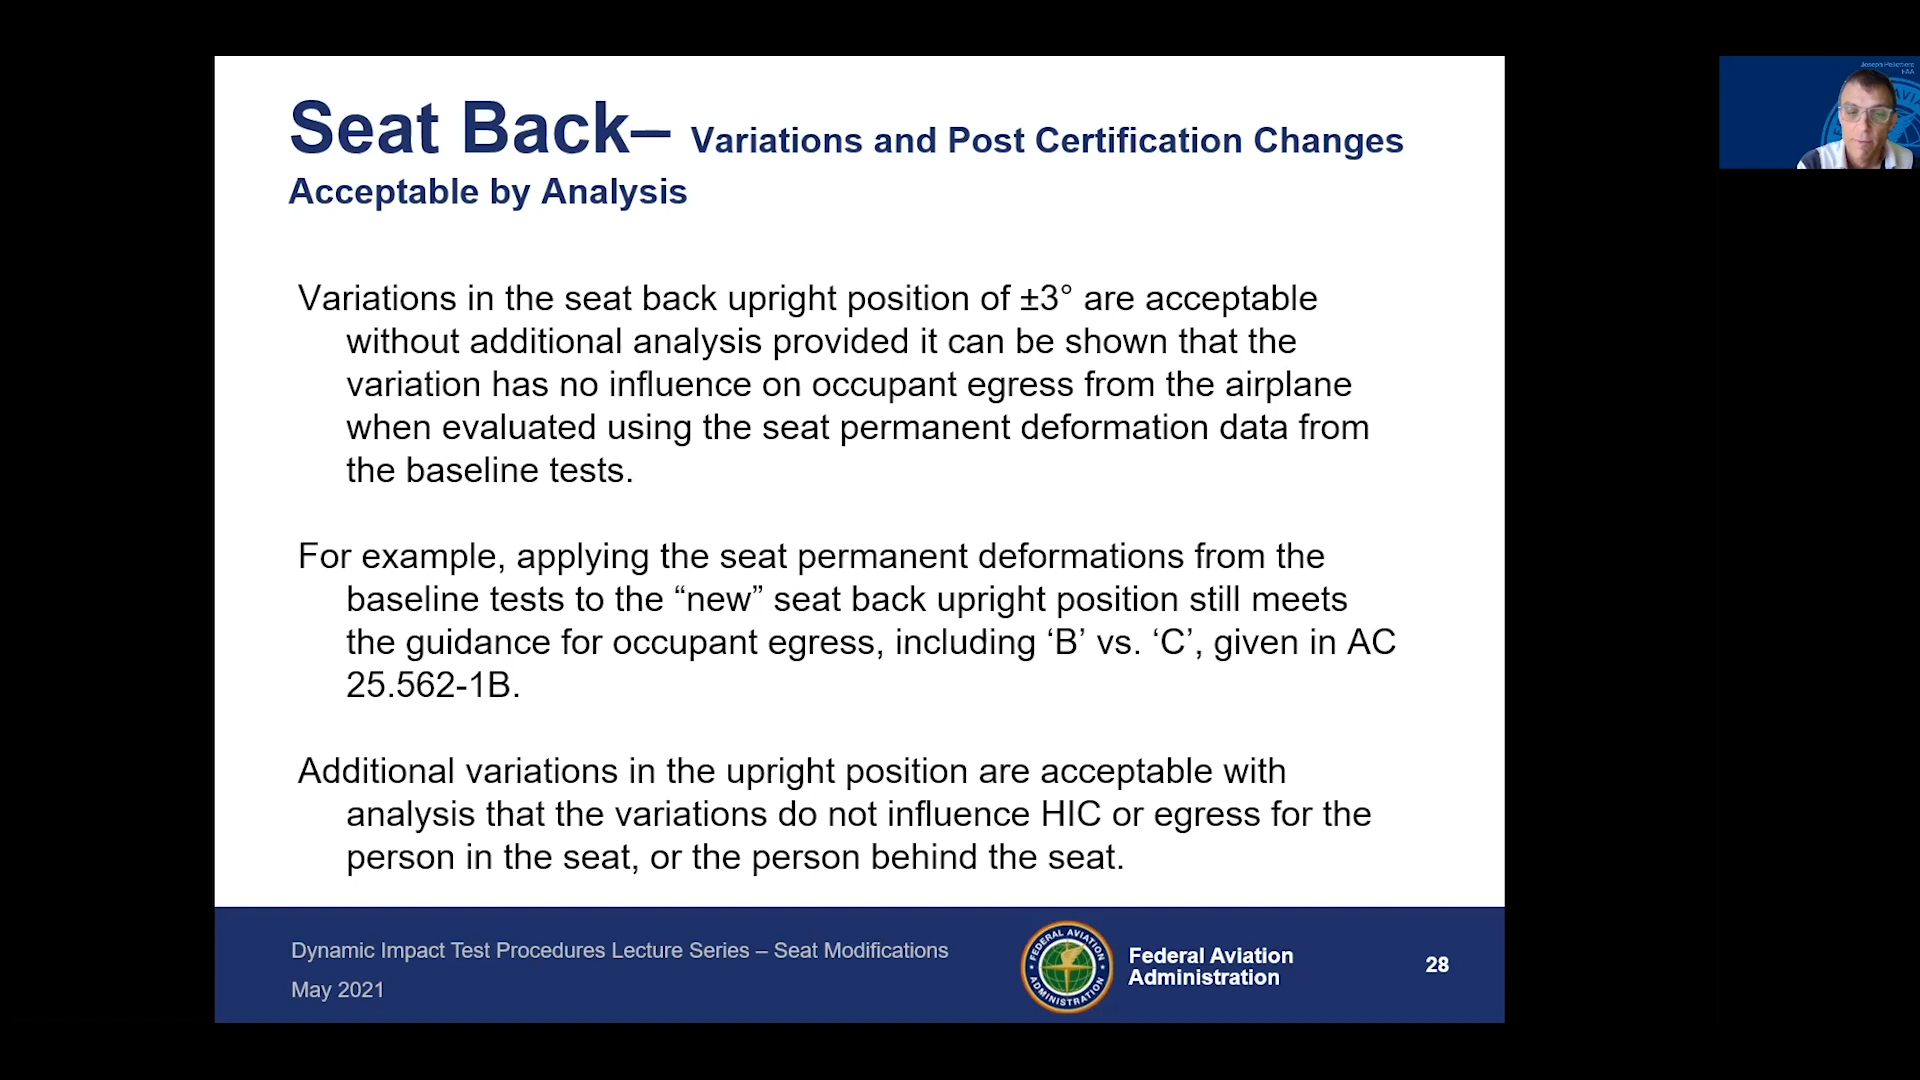 Seat Back– Variations and Post Certification Changes
Acceptable by Analysis
Variations in the seat back upright position of ±3° are acceptable
without additional analysis provided it can be shown that the
variation has no influence on occupant egress from the airplane
when evaluated using the seat permanent deformation data from
the baseline tests.
For example, applying the seat permanent deformations from the
baseline tests to the “new” seat back upright position still meets
the guidance for occupant egress, including ‘B’ vs. ‘C’, given in AC
25.562-1B.
Additional variations in the upright position are acceptable with
analysis that the variations do not influence HIC or egress for the
person in the seat, or the person behind the seat.
Dynamic Impact Test Procedures Lecture Series – Seat Modifications
May 2021
FEDERAL AVIATION
ADMINISTRATION
Federal Aviation
Administration
28
FAA